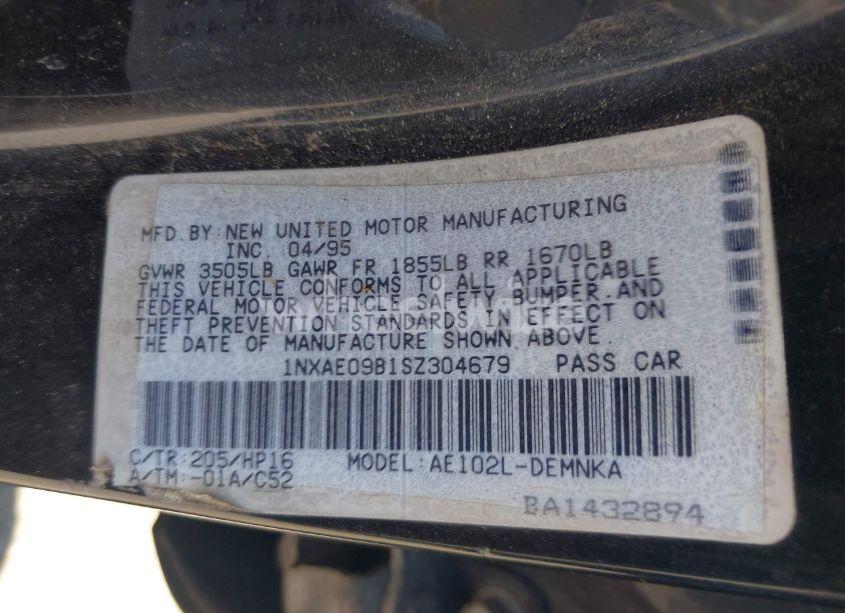 MFD.BY:NEW UNITED MOTOR MANUFACTURING
INC. 04/95
GVWR 3505LB GAWR FR 1855LB RR 1670LB
THIS VEHICLE CONFORMS TO ALL APPLICABLE
FEDERAL MOTOR VEHICLE SAFETY BUMPER,AND
THEFT PREVENTION STANDARDS IN EFFECT ON
THE DATE OF MANUFACTURE SHOWN ABOVE.
1NXAE09B1SZ304679 PASS CAR
C/TR:205/HP16 MODEL:AE102L-DEMNKA
A/TM:-01A/C52
BA1432894